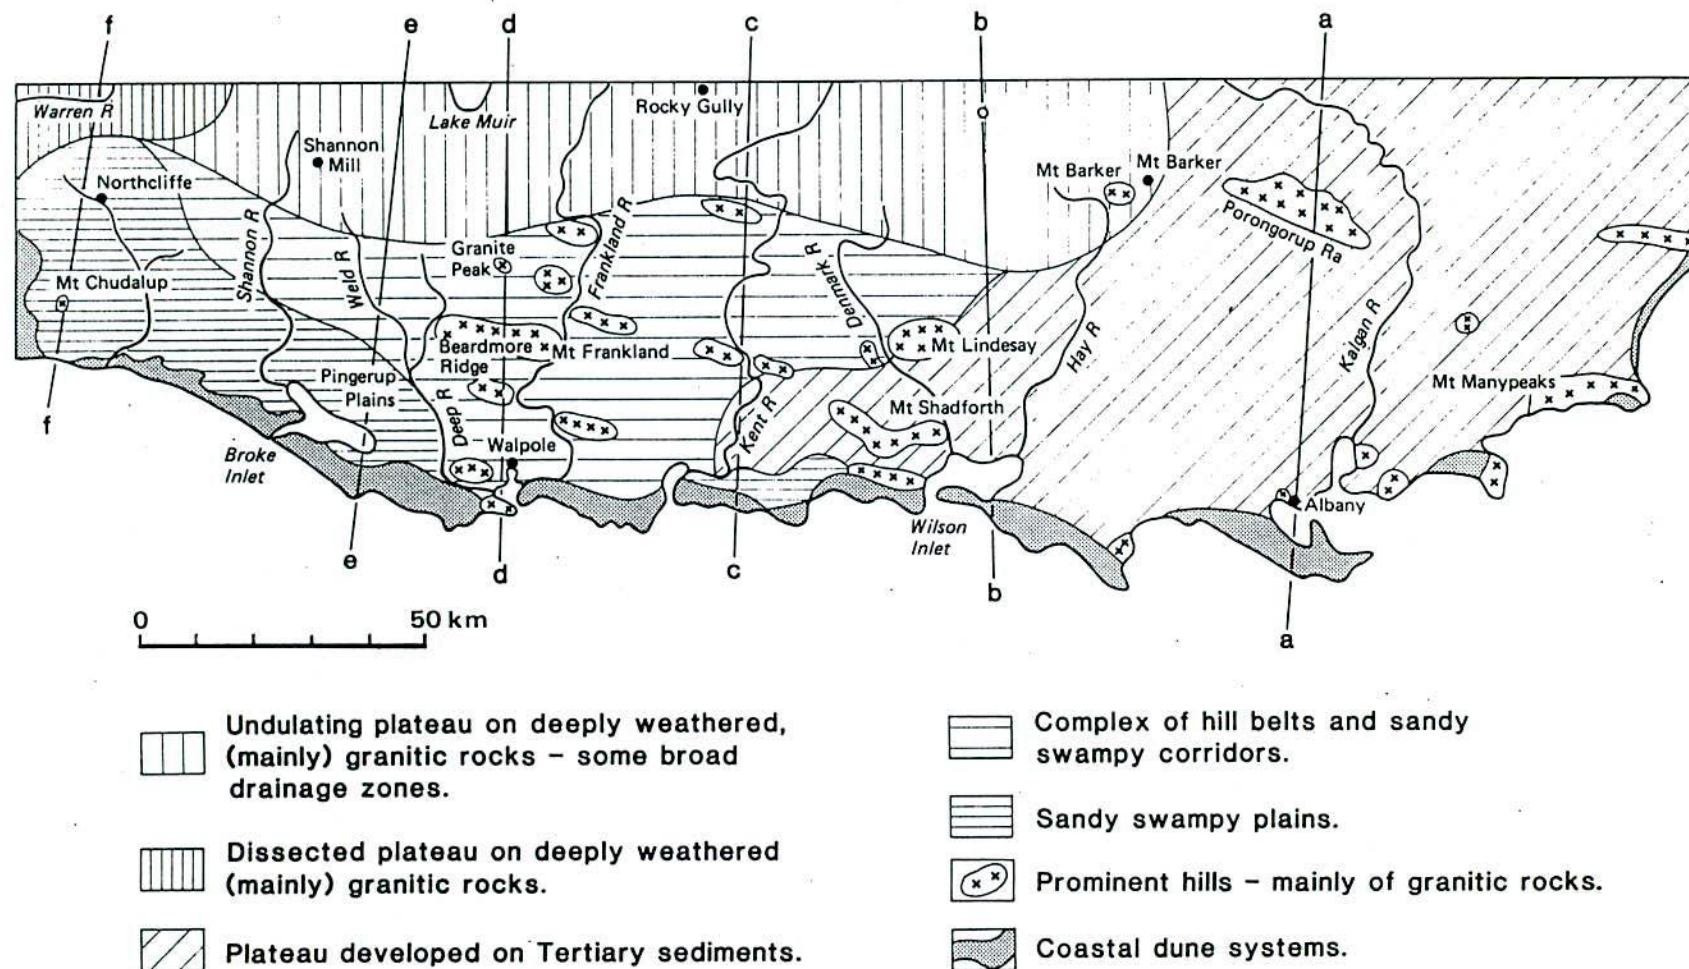 f
e
d
c
b
a
Warren R
Lake Muir
Rocky Gully
Shannon
Mill
Mt Barker
Mt Barker
Northcliffe
Porongorup Ra
Shannon R
Weld R
Granite
Peak
Frankland R
Denmark R
Mt Chudalup
Hay R
Kalgan R
Beardmore
Ridge
Mt Frankland
Mt Lindesay
Pingerup
Plains
Mt Manypeaks
Deep R
Kent R
Mt Shadforth
Walpole
Broke
Inlet
Wilson
Inlet
Albany
f
e
d
c
b
a
0
50 km
Undulating plateau on deeply weathered,
(mainly) granitic rocks – some broad
drainage zones.
Dissected plateau on deeply weathered
(mainly) granitic rocks.
Plateau developed on Tertiary sediments.
Complex of hill belts and sandy
swampy corridors.
Sandy swampy plains.
Prominent hills – mainly of granitic rocks.
Coastal dune systems.